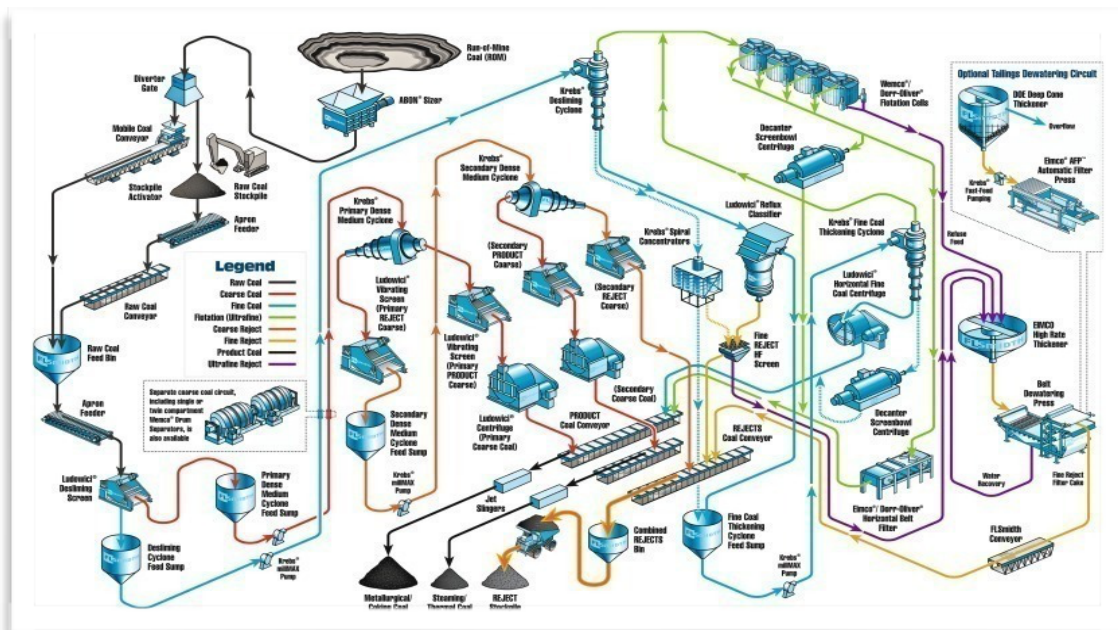 Run-of-Mine
Coal (ROM)
Diverter
Gate
ABON® Sizer
Mobile Coal
Conveyor
Stockpile
Activator
Raw Coal
Stockpile
Apron
Feeder
Raw Coal
Conveyor
Raw Coal
Feed Bin
Apron
Feeder
Ludowici®
Desliming
Screen
Desliming
Cyclone
Feed Sump
Primary
Dense
Medium
Cyclone
Feed Sump
Krebs®
millMAX
Pump
Legend
Raw Coal
Coarse Coal
Fine Coal
Flotation (Ultrafine)
Coarse Reject
Fine Reject
Product Coal
Ultrafine Reject
Separate coarse coal circuit,
including single or
twin compartment
Wemco® Drum
Separators, is
also available
Krebs®
Primary Dense
Medium Cyclone
Ludowici®
Vibrating
Screen
(Primary
REJECT
Coarse)
Secondary
Dense
Medium
Cyclone
Feed Sump
Krebs®
millMAX
Pump
Krebs®
Secondary Dense
Medium Cyclone
(Secondary
PRODUCT
Coarse)
(Secondary
REJECT
Coarse)
Ludowici®
Vibrating
Screen
(Primary
PRODUCT
Coarse)
Ludowici®
Centrifuge
(Primary
Coarse Coal)
(Secondary
Coarse Coal)
PRODUCT
Coal Conveyor
REJECTS
Coal Conveyor
Jet
Slingers
Metallurgical/
Coking Coal
Steaming/
Thermal Coal
REJECT
Stockpile
Combined
REJECTS
Bin
Fine Coal
Thickening
Cyclone
Feed Sump
Krebs®
millMAX
Pump
Krebs®
Desliming
Cyclone
Krebs® Spiral
Concentrators
Ludowici® Reflux
Classifier
Fine
REJECT
HF
Screen
Wemco®/
Dorr-Oliver®
Flotation Cells
Decanter
Screenbowl
Centrifuge
Krebs® Fine Coal
Thickening Cyclone
Ludowici®
Horizontal Fine
Coal Centrifuge
Decanter
Screenbowl
Centrifuge
Eimco®/ Dorr-Oliver®
Horizontal Belt
Filter
Refuse
Feed
EIMCO
High Rate
Thickener
Belt
Dewatering
Press
Water
Recovery
Fine Reject
Filter Cake
FLSmidth
Conveyor
Optional Tailings Dewatering Circuit
DOE Deep Cone
Thickener
Overflow
Krebs®
Fast-Feed
Pumping
Eimco® AFP™
Automatic Filter
Press